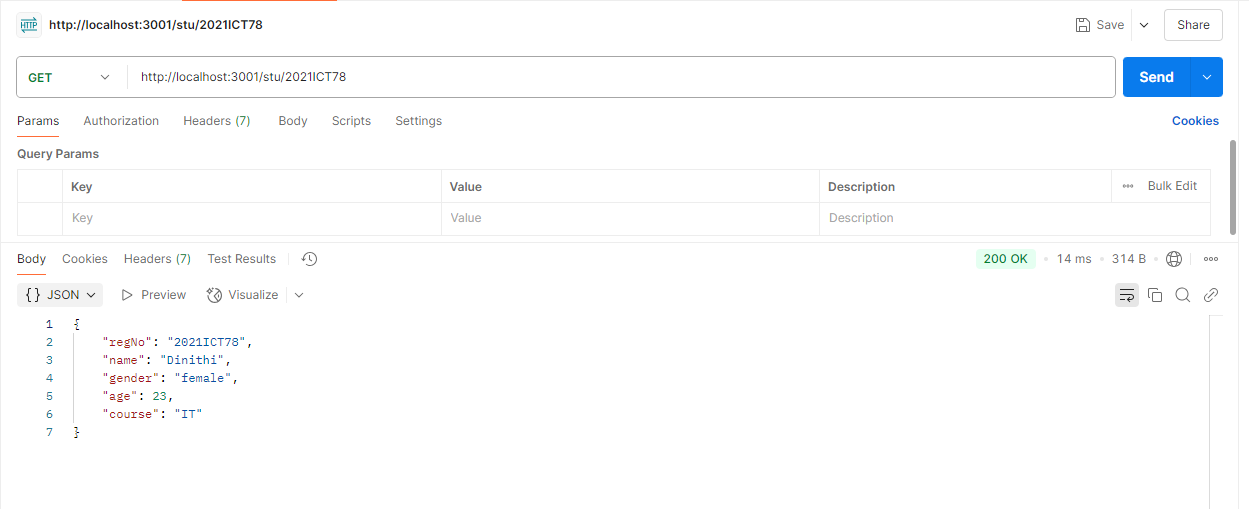 HTTP http://localhost:3001/stu/2021ICT78 Save Share
GET http://localhost:3001/stu/2021ICT78 Send
Params Authorization Headers (7) Body Scripts Settings Cookies
Query Params
Key Value Description Bulk Edit
Key Value Description
Body Cookies Headers (7) Test Results 200 OK • 14 ms • 314 B •
{} JSON Preview Visualize
1 {
2 "regNo": "2021ICT78",
3 "name": "Dinithi",
4 "gender": "female",
5 "age": 23,
6 "course": "IT"
7 }